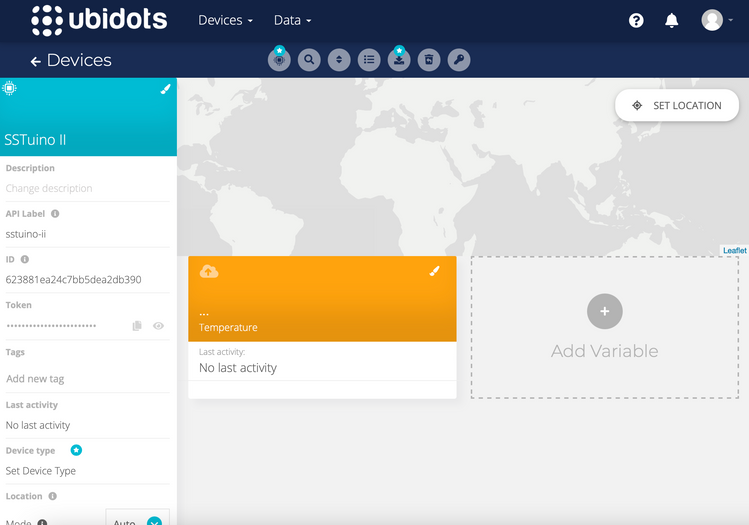 ubidots
Devices
Data
Devices
SSTuino II
Description
Change description
API Label
sstuino-ii
ID
623881ea24c7bb5dea2db390
Token
························
Tags
Add new tag
Last activity
No last activity
Device type
Set Device Type
Location
Mode
Auto
SET LOCATION
Leaflet
...
Temperature
Last activity:
No last activity
+
Add Variable